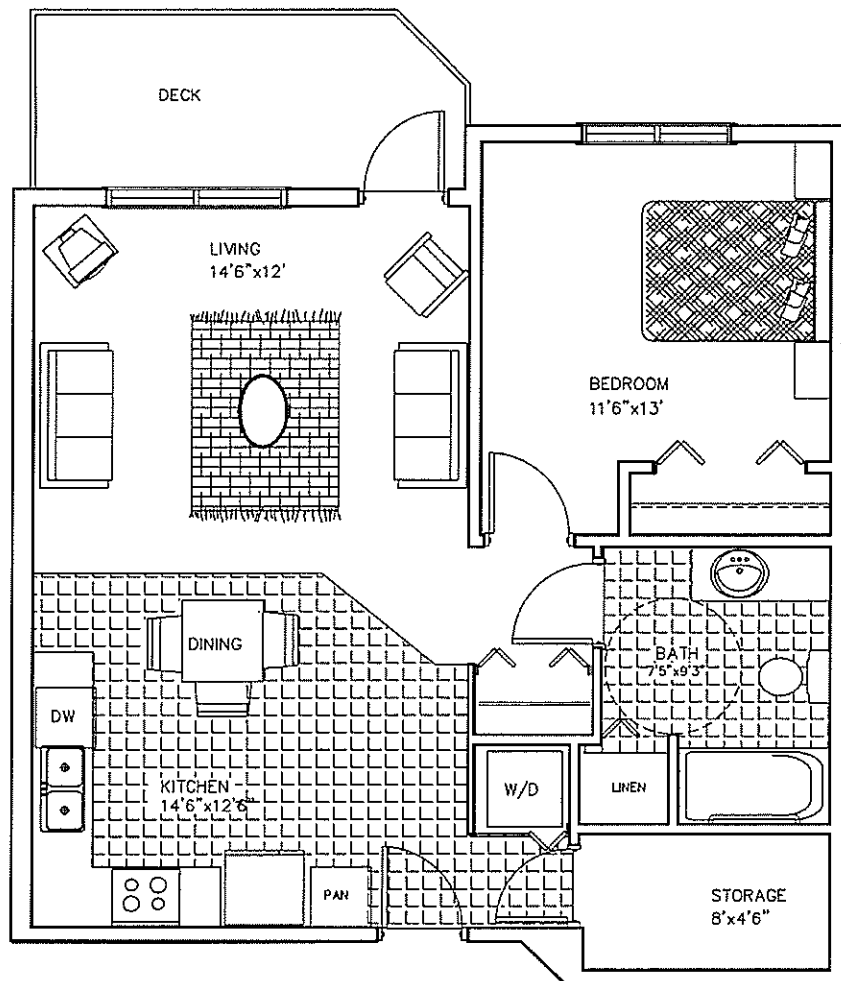 DECK
LIVING
14'6"x12'
BEDROOM
11'6"x13'
DINING
BATH
7'5"x9'3"
DW
KITCHEN
14'6"x12'6"
W/D
LINEN
PAN
STORAGE
8'x4'6"